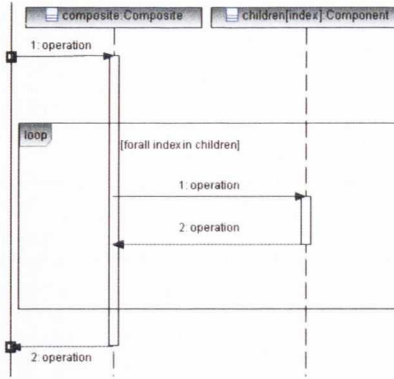 composite:Composite
children[index]:Component
1: operation
loop
[forall index in children]
1: operation
2: operation
2: operation